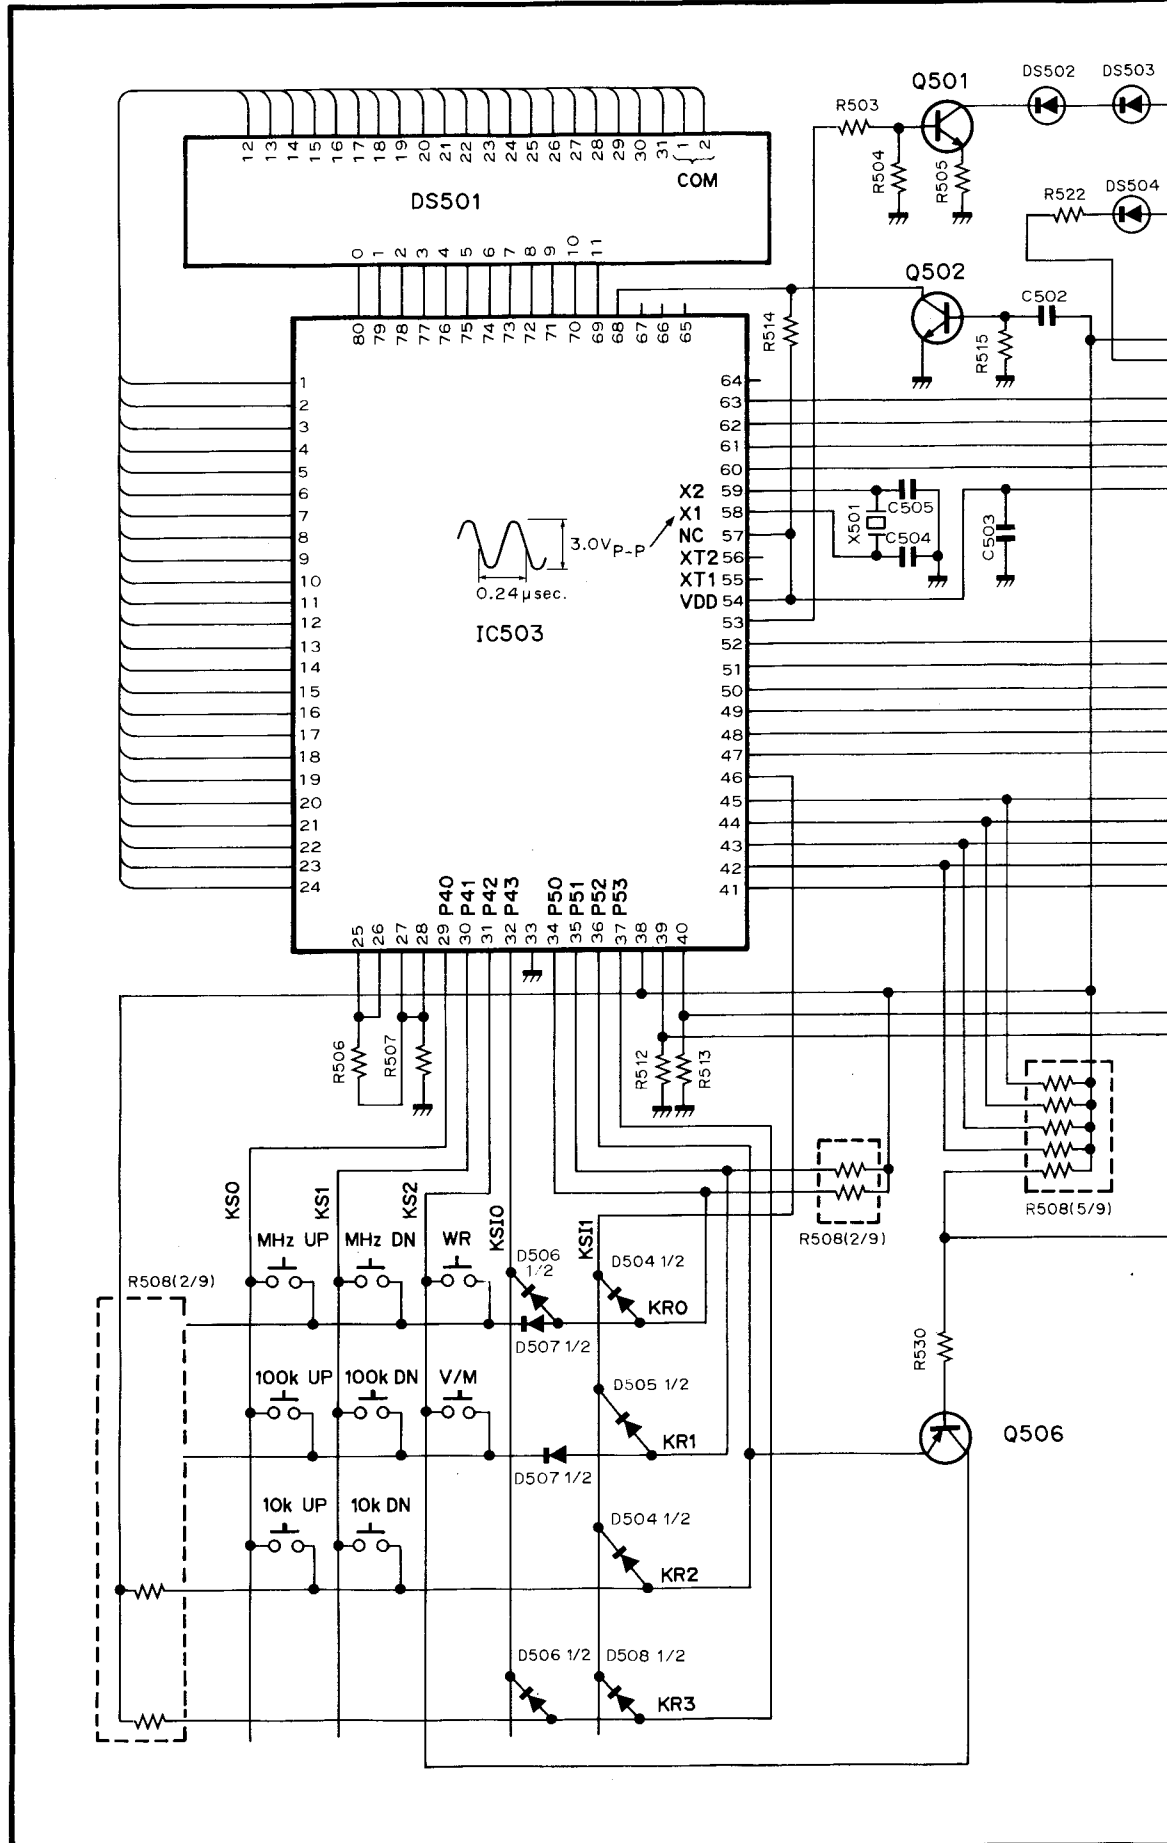 DS502 DS503
Q501
R503
R504
R505
12 13 14 15 16 17 18 19 20 21 22 23 24 25 26 27 28 29 30 31 1 2
COM
DS501
R522 DS504
0 1 2 3 4 5 6 7 8 9 10 11
Q502
C502
80 79 78 77 76 75 74 73 72 71 70 69 68 67 66 65
R514
R515
1
2
3
4
5
6
7
8
9
10
11
12
13
14
15
16
17
18
19
20
21
22
23
24
64
63
62
61
60
X2 59
X1 58
NC 57
XT2 56
XT1 55
VDD 54
53
52
51
50
49
48
47
46
45
44
43
42
41
3.0VP-P
0.24µsec.
IC503
C505
X501
C504
C503
P40 P41 P42 P43 P50 P51 P52 P53
25 26 27 28 29 30 31 32 33 34 35 36 37 38 39 40
R506 R507
R512 R513
KS0 KS1 KS2 KSI0 KSI1
R508(2/9)
R508(5/9)
MHz UP MHz DN WR
D506 1/2
D504 1/2
R508(2/9)
KR0
D507 1/2
R530
100k UP 100k DN V/M
D505 1/2
KR1
D507 1/2
Q506
10k UP 10k DN
D504 1/2
KR2
D506 1/2 D508 1/2
KR3